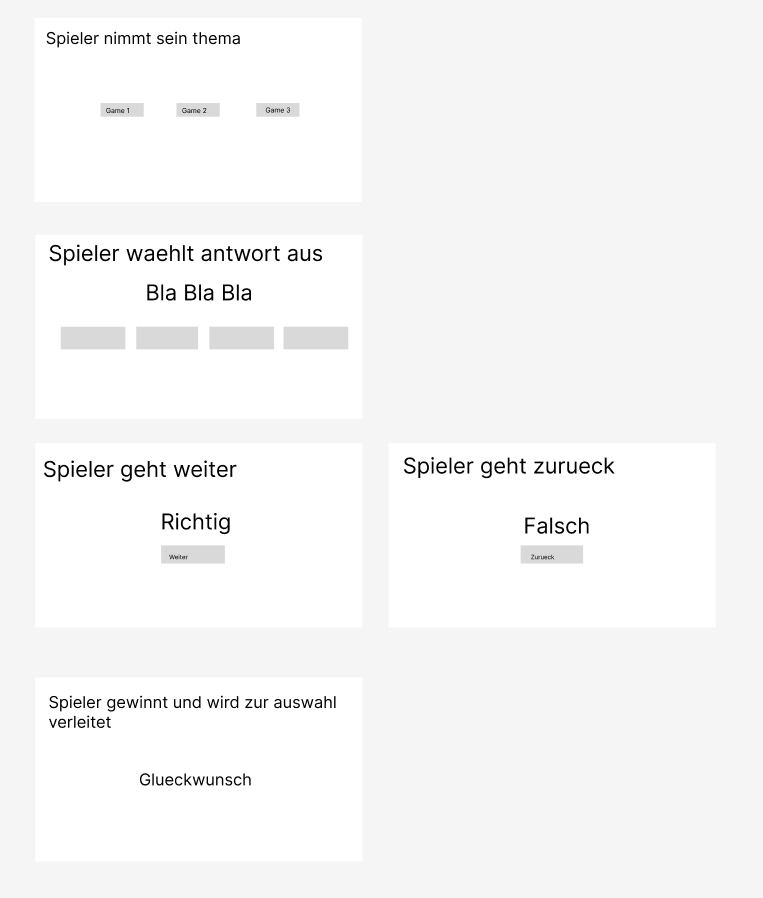 Spieler nimmt sein thema
Game 1
Game 2
Game 3
Spieler waehlt antwort aus
Bla Bla Bla
Spieler geht weiter
Richtig
Weiter
Spieler geht zurueck
Falsch
Zurueck
Spieler gewinnt und wird zur auswahl
verleitet
Glueckwunsch